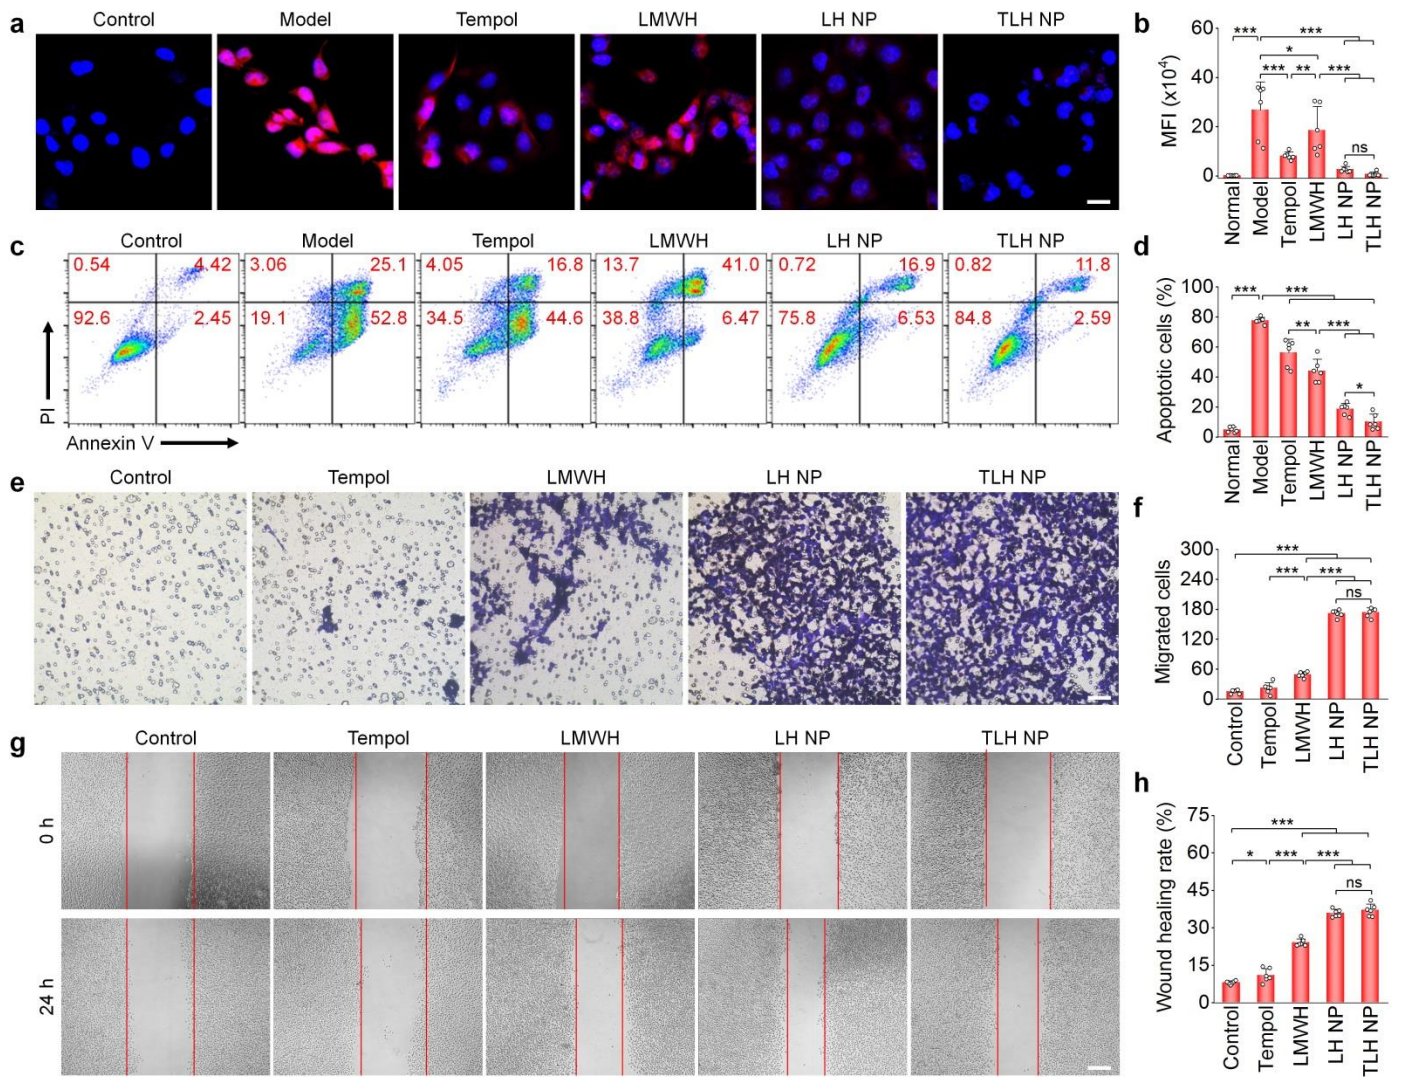 a
Control Model Tempol LMWH LH NP TLH NP
b
MFI (x10⁴)
60
40
20
0
*** ***
*
*** ** ***
ns
Normal Model Tempol LMWH LH NP TLH NP
c
Control Model Tempol LMWH LH NP TLH NP
0.54 4.42 3.06 25.1 4.05 16.8 13.7 41.0 0.72 16.9 0.82 11.8
92.6 2.45 19.1 52.8 34.5 44.6 38.8 6.47 75.8 6.53 84.8 2.59
PI
Annexin V
d
Apoptotic cells (%)
100
80
60
40
20
0
*** ***
** ***
*
Normal Model Tempol LMWH LH NP TLH NP
e
Control Tempol LMWH LH NP TLH NP
f
Migrated cells
300
240
180
120
60
0
***
*** ***
ns
Control Tempol LMWH LH NP TLH NP
g
Control Tempol LMWH LH NP TLH NP
0 h
24 h
h
Wound healing rate (%)
75
60
45
30
15
0
***
* *** ***
ns
Control Tempol LMWH LH NP TLH NP